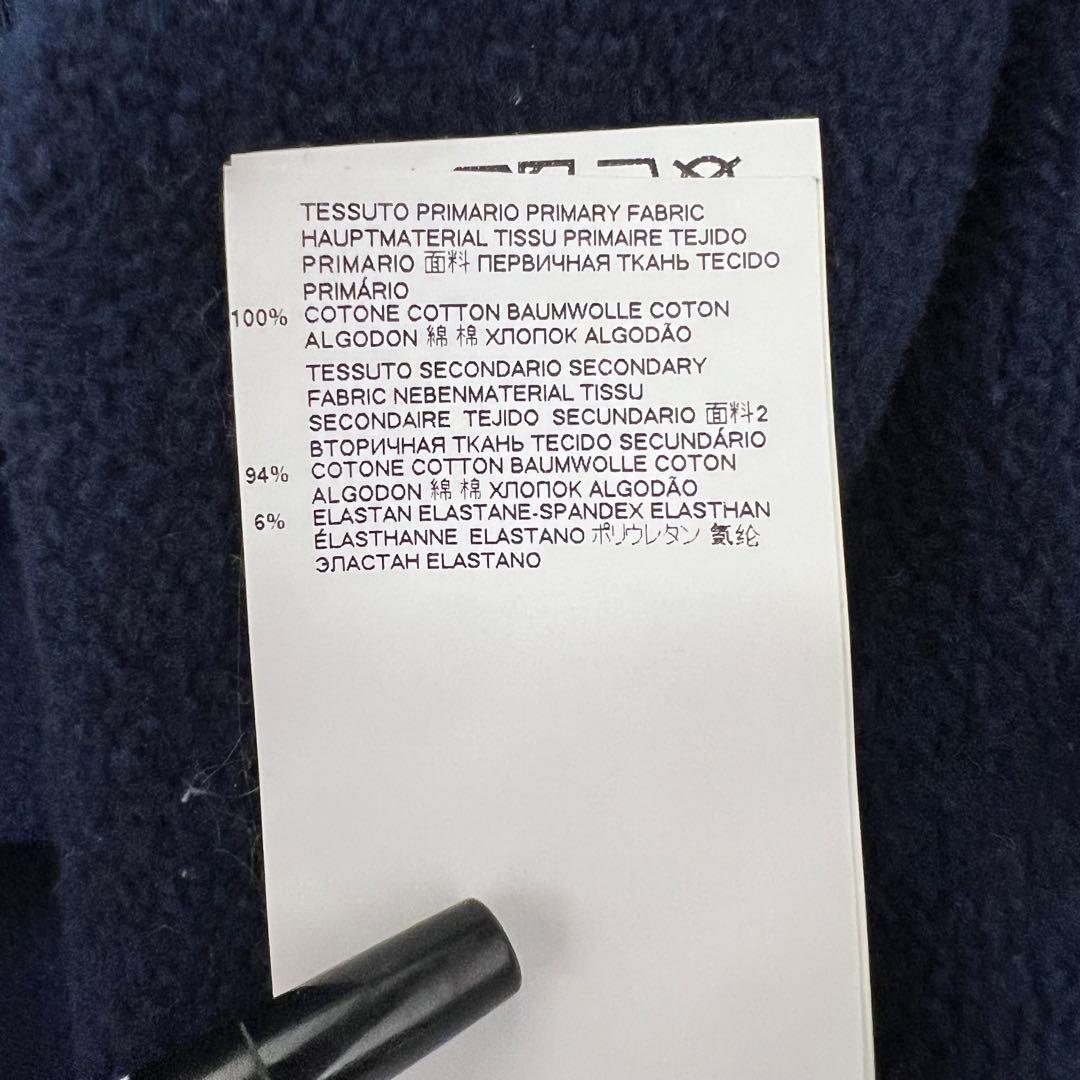 TESSUTO PRIMARIO PRIMARY FABRIC
HAUPTMATERIAL TISSU PRIMAIRE TEJIDO
PRIMARIO 面料 ПЕРВИЧНАЯ ТКАНЬ TECIDO
PRIMÁRIO
100% COTONE COTTON BAUMWOLLE COTON
ALGODON 綿 棉 ХЛОПОК ALGODÃO
TESSUTO SECONDARIO SECONDARY
FABRIC NEBENMATERIAL TISSU
SECONDAIRE TEJIDO SECUNDARIO 面料2
ВТОРИЧНАЯ ТКАНЬ TECIDO SECUNDÁRIO
94% COTONE COTTON BAUMWOLLE COTON
ALGODON 綿 棉 ХЛОПОК ALGODÃO
6% ELASTAN ELASTANE-SPANDEX ELASTHAN
ÉLASTHANNE ELASTANO ポリウレタン 氨纶
ЭЛАСТАН ELASTANO